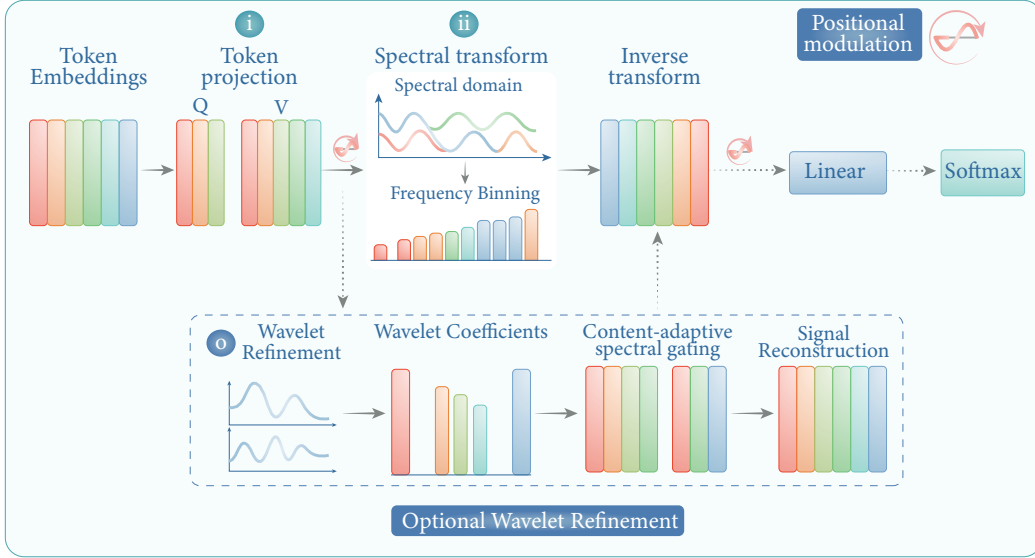 i
ii
Positional
modulation
Token
Embeddings
Token
projection
Spectral transform
Inverse
transform
Q
V
Spectral domain
Frequency Binning
Linear
Softmax
o
Wavelet
Refinement
Wavelet Coefficients
Content-adaptive
spectral gating
Signal
Reconstruction
Optional Wavelet Refinement